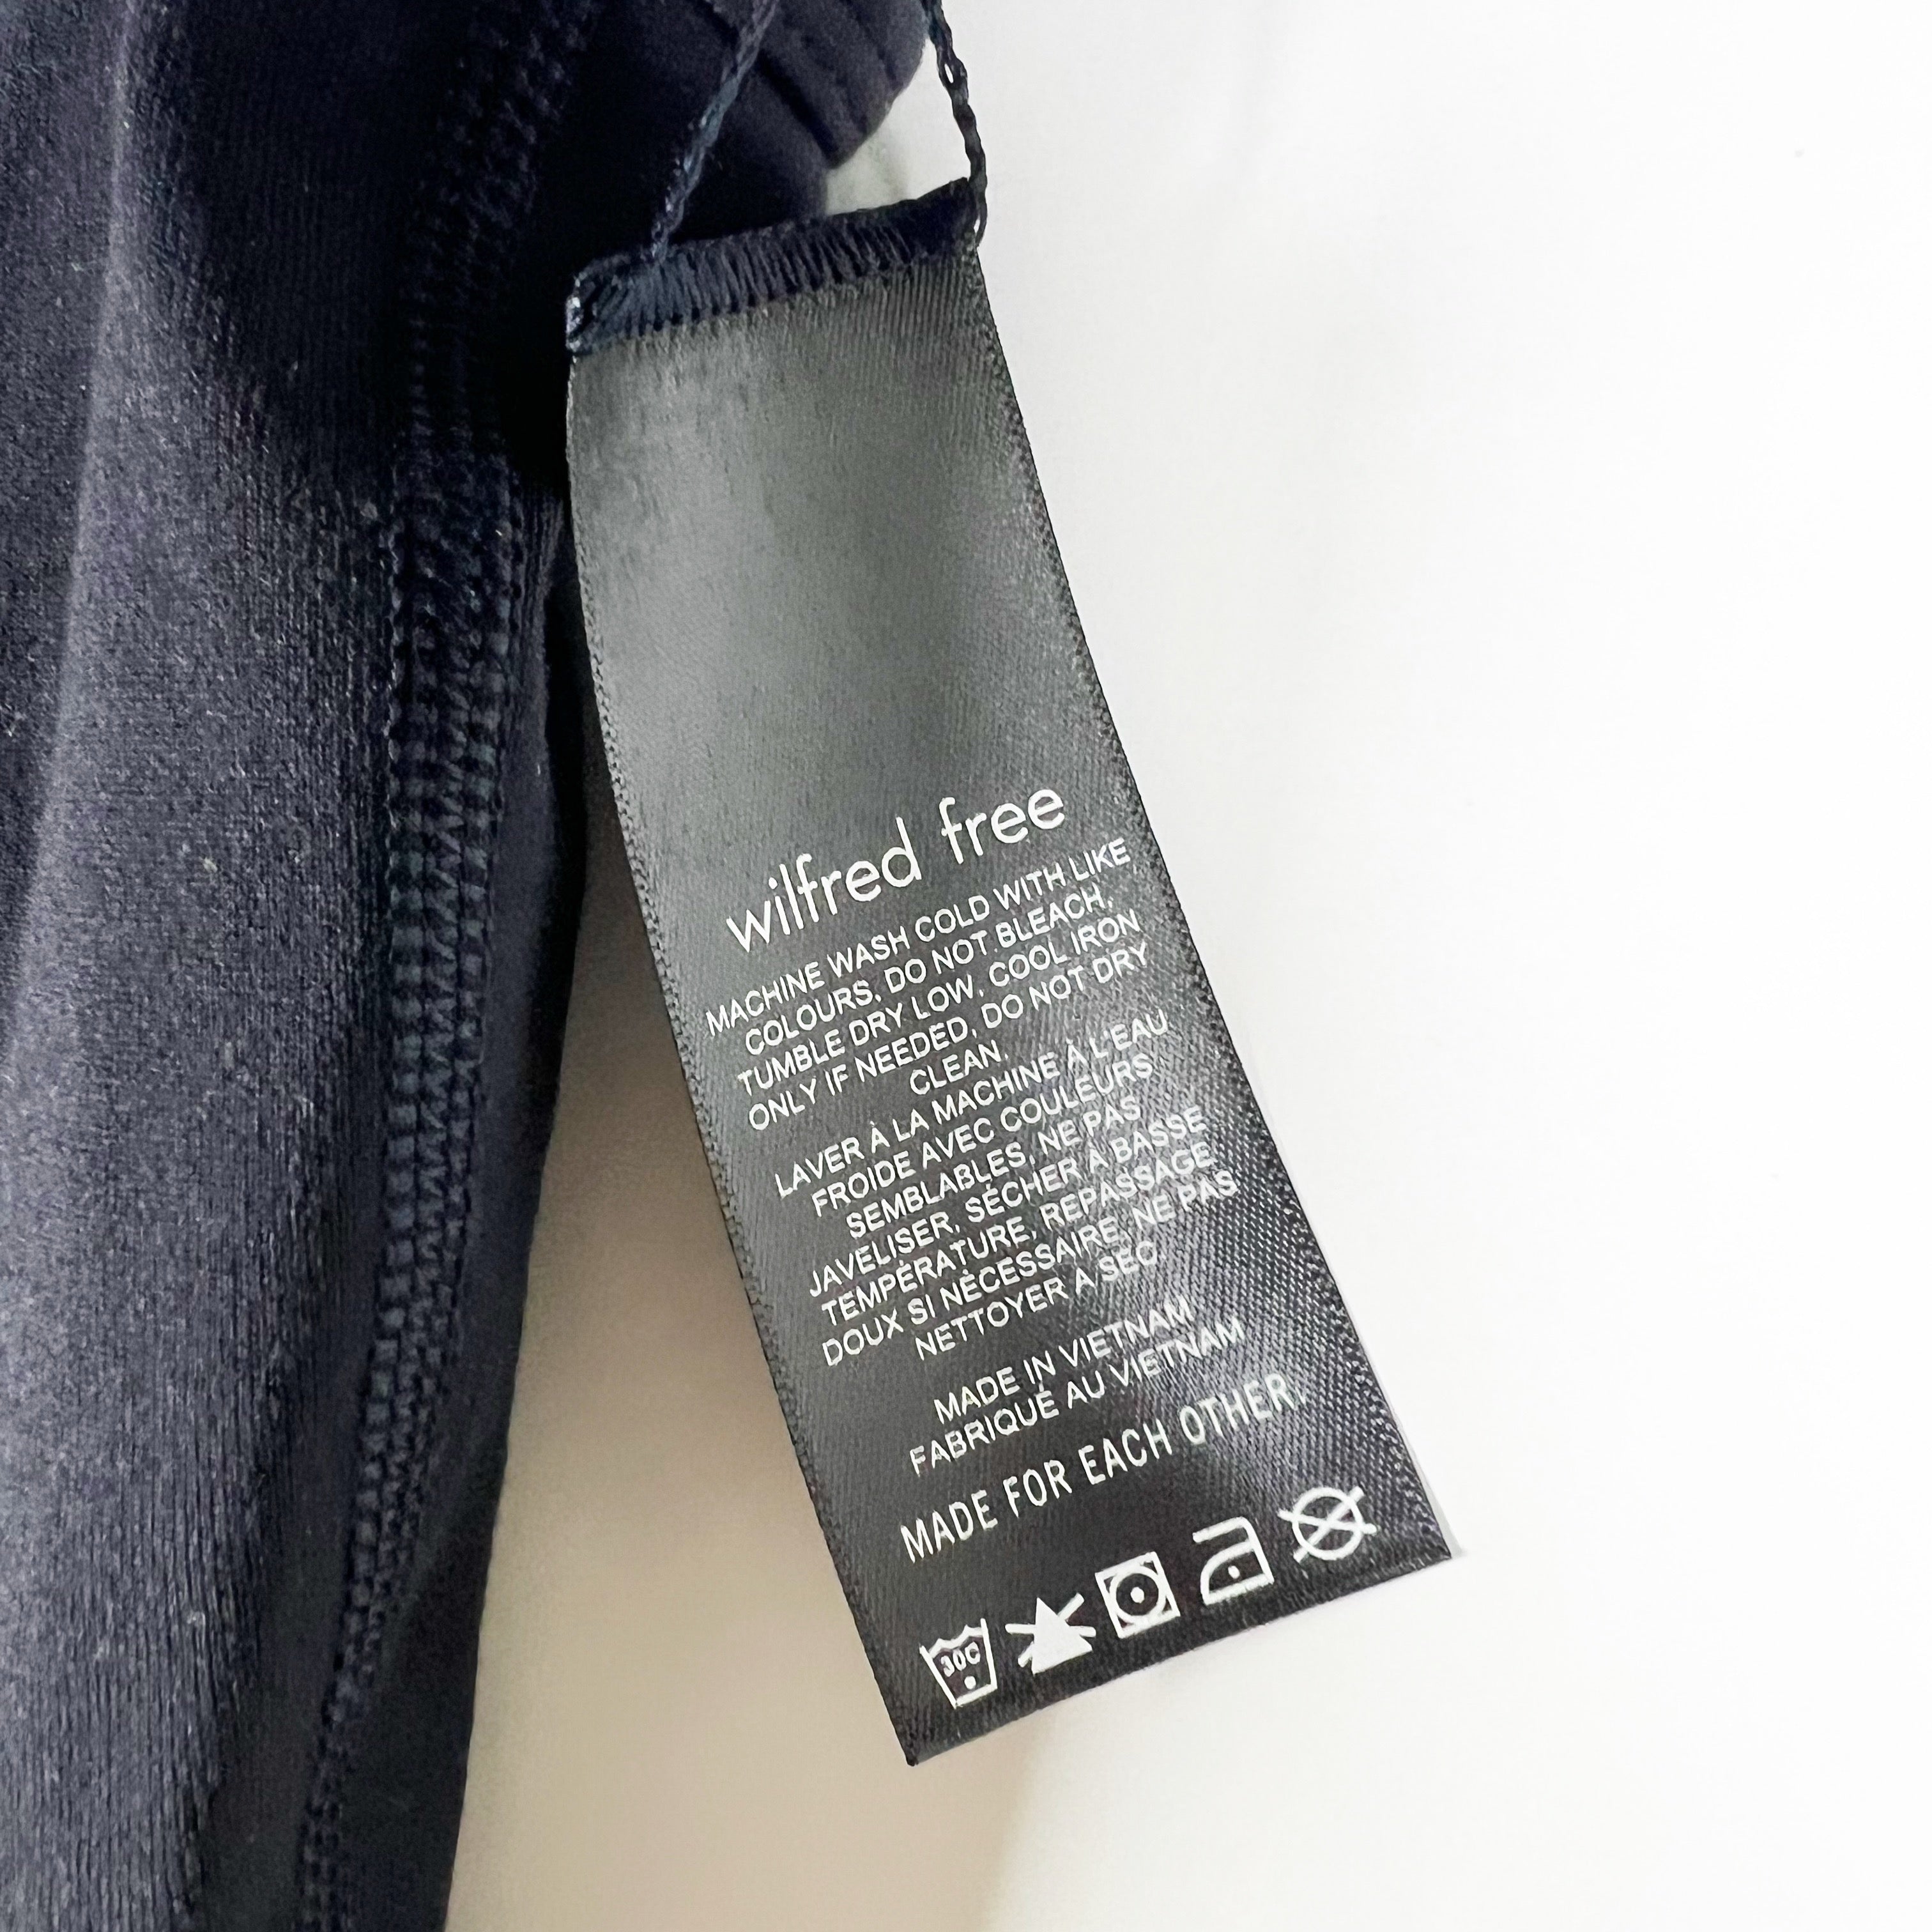 wilfred free
MACHINE WASH COLD WITH LIKE
COLOURS, DO NOT BLEACH,
TUMBLE DRY LOW, COOL IRON
ONLY IF NEEDED, DO NOT DRY
CLEAN.
LAVER À LA MACHINE À L'EAU
FROIDE AVEC COULEURS
SEMBLABLES, NE PAS
JAVELISER, SÉCHER À BASSE
TEMPÉRATURE, REPASSAGE
DOUX SI NÉCESSAIRE, NE PAS
NETTOYER À SEC.
MADE IN VIETNAM
FABRIQUÉ AU VIETNAM
MADE FOR EACH OTHER.
30C